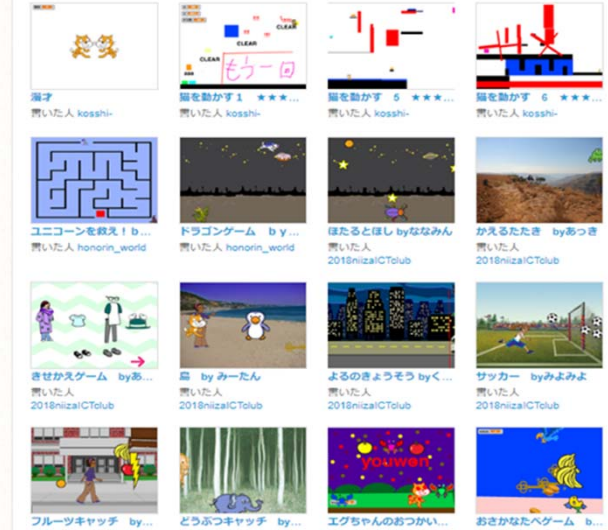 CLEAR
CLEAR
CLEAR
もう一回
漫才
猫を動かす1 ★★★...
猫を動かす 5 ★★★...
猫を動かす 6 ★★★...
書いた人 kosshi-
書いた人 kosshi-
書いた人 kosshi-
書いた人 kosshi-
ユニコーンを救え！b...
ドラゴンゲーム by...
ほたるとほし byななみん
かえるたたき byあっき
書いた人 honorin_world
書いた人 honorin_world
書いた人
2018niizaICTclub
書いた人
2018niizaICTclub
きせかえゲーム byあ...
島 by みーたん
よるのきょうそう byく...
サッカー byみよみよ
書いた人
2018niizaICTclub
書いた人
2018niizaICTclub
書いた人
2018niizaICTclub
書いた人
2018niizaICTclub
youwon
フルーツキャッチ by...
どうぶつキャッチ by...
エグちゃんのおつかい...
おさかなたべゲーム b...